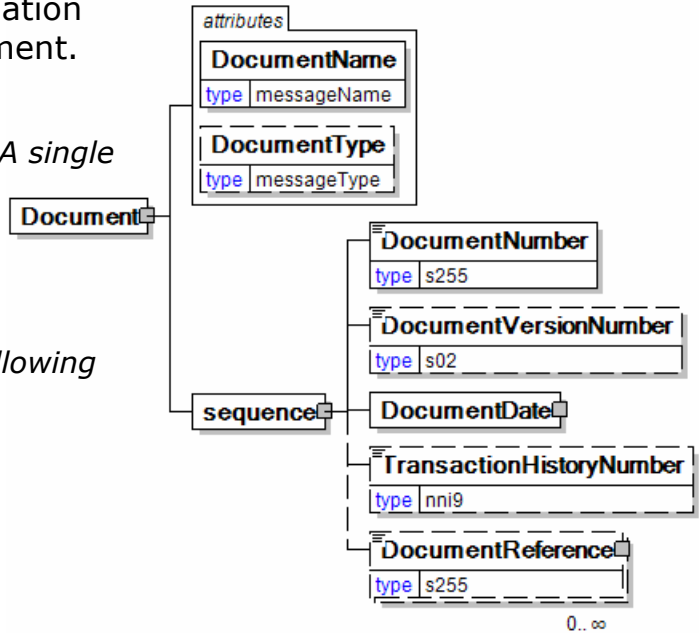 ation
ment.
A single
llowing
attributes
DocumentName
type messageName
DocumentType
type messageType
Document
DocumentNumber
type s255
DocumentVersionNumber
type s02
sequence
DocumentDate
TransactionHistoryNumber
type nni9
DocumentReference
type s255
0.. ∞